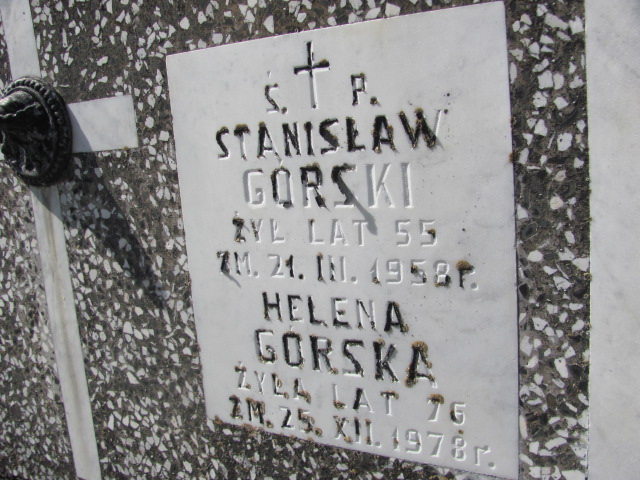 Ś. † P.
STANISŁAW
GÓRSKI
ŻYŁ LAT 55
ZM. 21. III. 1958 r.
HELENA
GÓRSKA
ŻYŁA LAT 76
ZM. 25. XII. 1978 r.